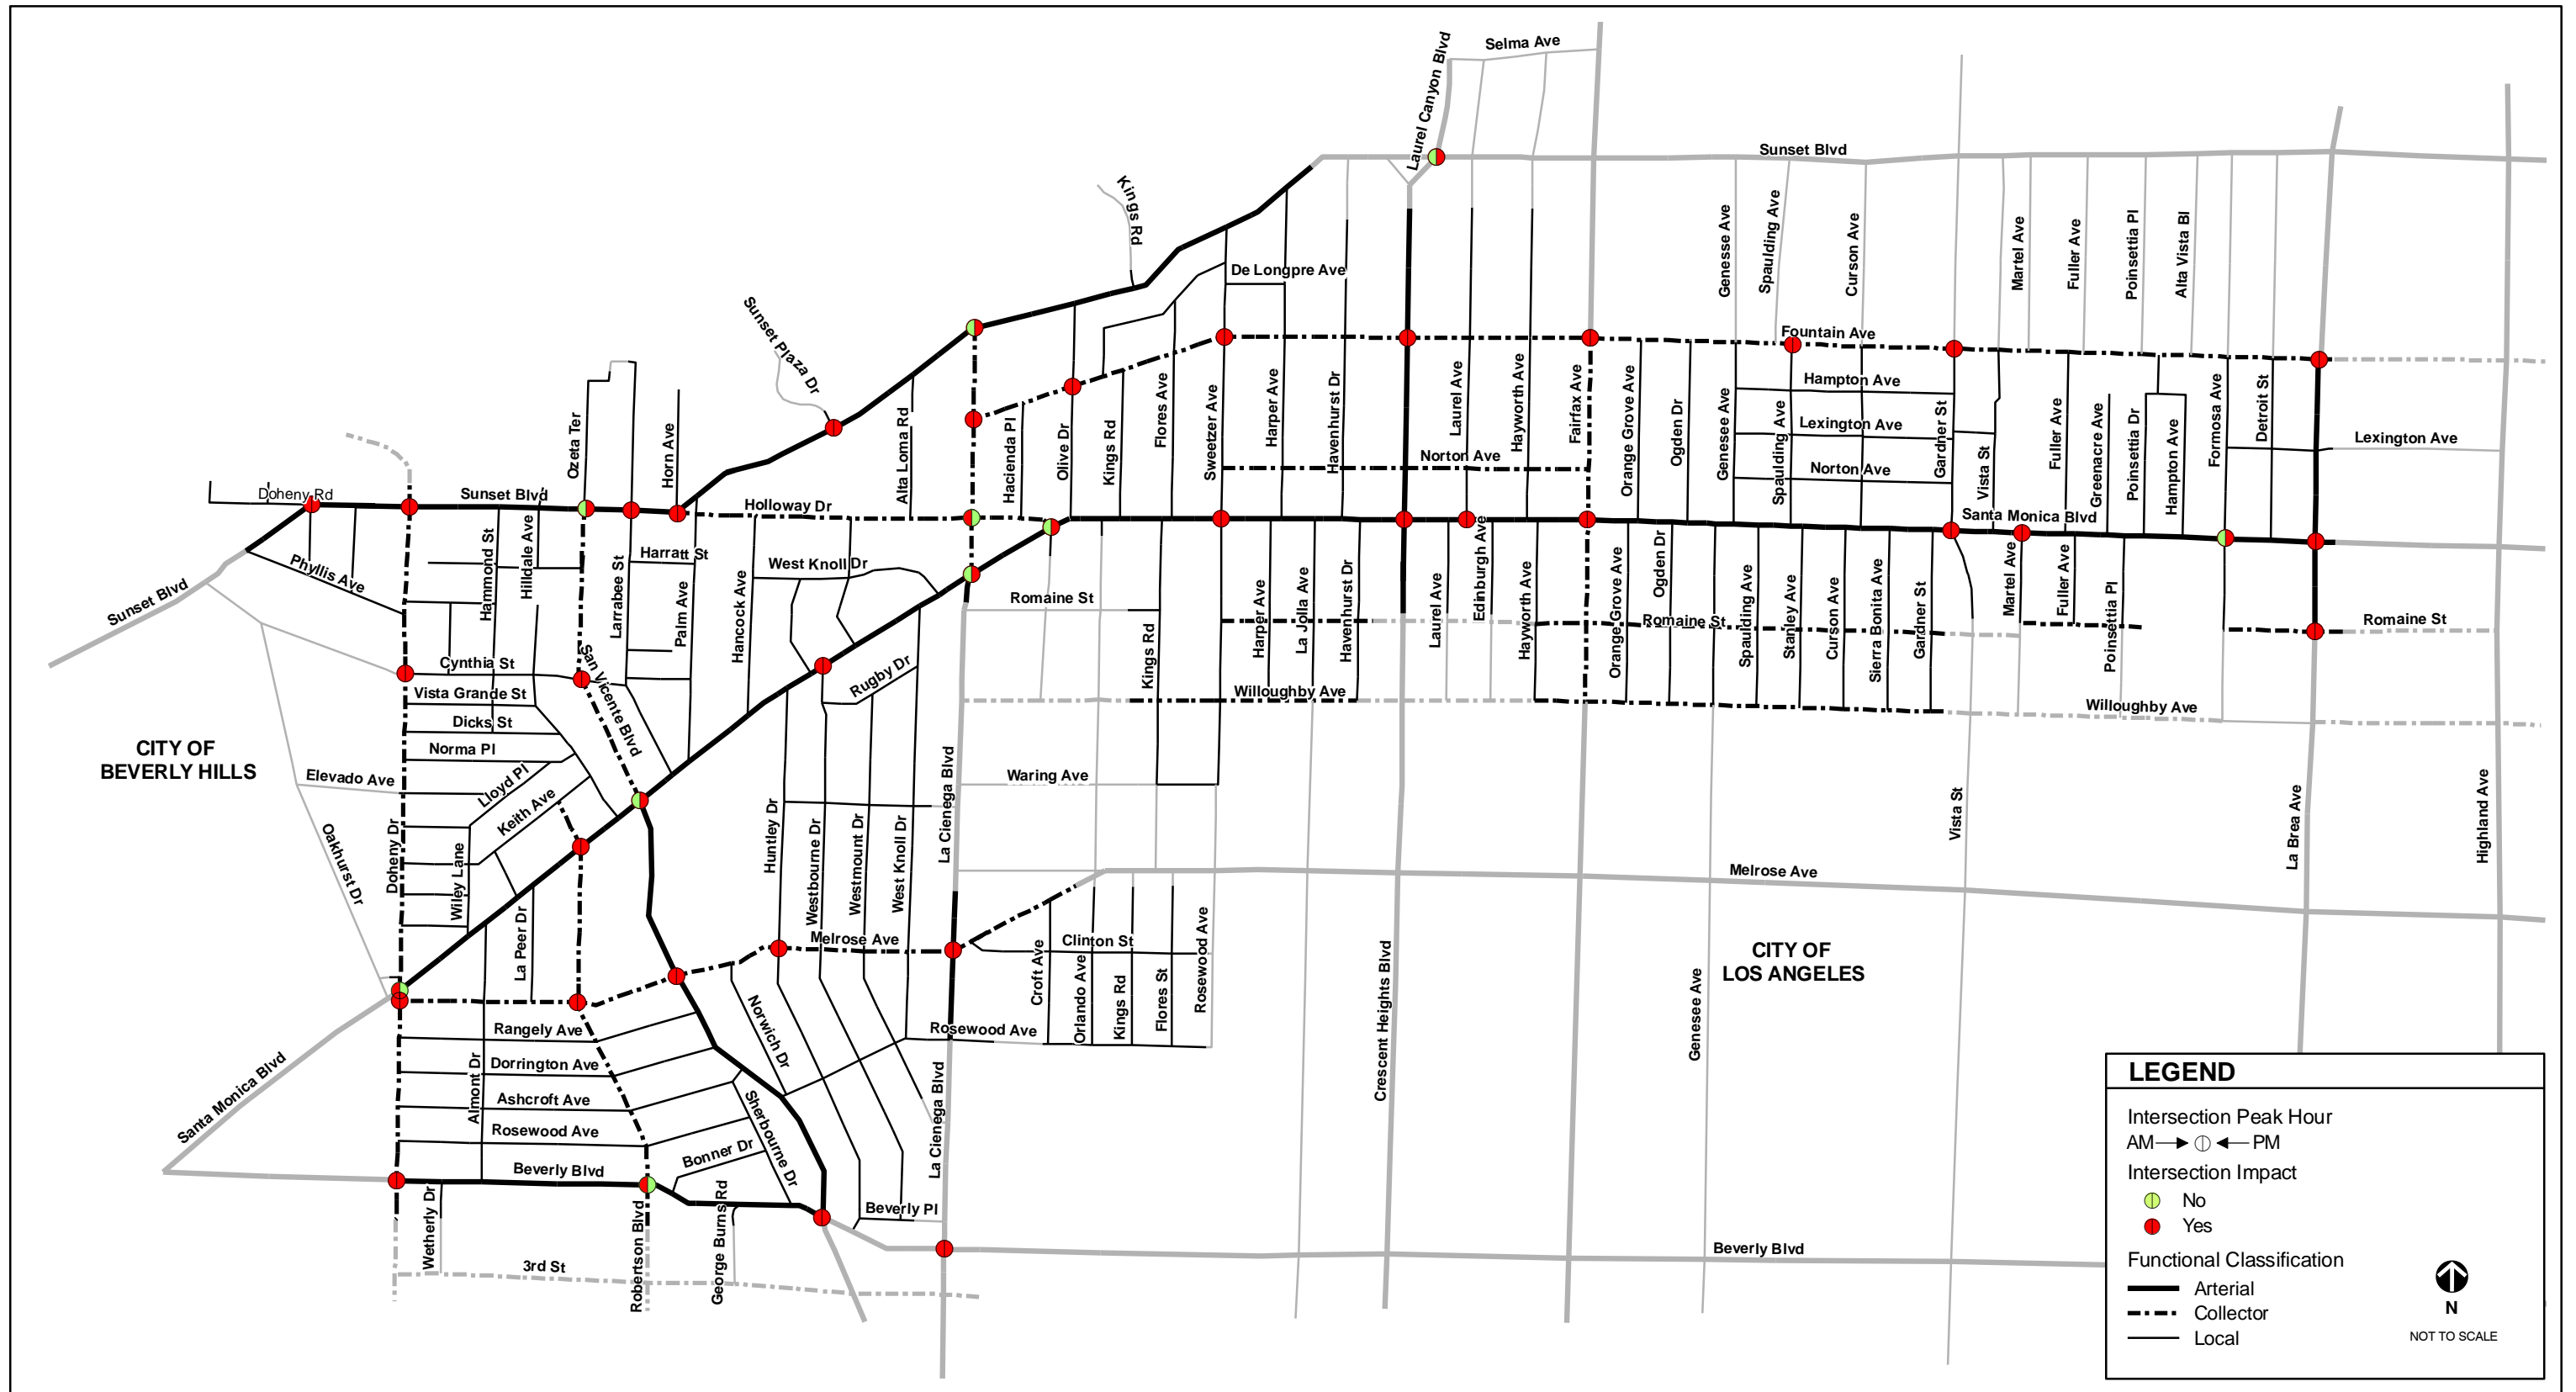 Selma Ave
Laurel Canyon Blvd
Sunset Blvd
Kings Rd
Genesee Ave
Spaulding Ave
Curson Ave
Martel Ave
Fuller Ave
Poinsettia Pl
Alta Vista Bl
De Longpre Ave
Sunset Plaza Dr
Fountain Ave
Ozeta Ter
Horn Ave
Alta Loma Rd
Hacienda Pl
Olive Dr
Kings Rd
Flores Ave
Sweetzer Ave
Harper Ave
Havenhurst Dr
Laurel Ave
Hayworth Ave
Fairfax Ave
Orange Grove Ave
Ogden Dr
Genesee Ave
Spaulding Ave
Hampton Ave
Lexington Ave
Norton Ave
Norton Ave
Gardner St
Vista St
Fuller Ave
Greenacre Ave
Poinsettia Dr
Hampton Ave
Formosa Ave
Detroit St
Lexington Ave
Doheny Rd
Sunset Blvd
Holloway Dr
Santa Monica Blvd
Phyllis Ave
Sunset Blvd
Hammond St
Hilldale Ave
Larrabee St
Harratt St
Palm Ave
Hancock Ave
West Knoll Dr
Romaine St
Kings Rd
Harper Ave
La Jolla Ave
Havenhurst Dr
Laurel Ave
Edinburgh Ave
Hayworth Ave
Orange Grove Ave
Ogden Dr
Romaine St
Spaulding Ave
Stanley Ave
Curson Ave
Sierra Bonita Ave
Gardner St
Martel Ave
Fuller Ave
Poinsettia Pl
Romaine St
Cynthia St
San Vicente Blvd
Vista Grande St
Dicks St
Norma Pl
Rugby Dr
Willoughby Ave
Willoughby Ave
CITY OF
BEVERLY HILLS
Elevado Ave
Lloyd Pl
Keith Ave
Oakhurst Dr
Doheny Dr
Wiley Lane
La Peer Dr
Huntley Dr
Westbourne Dr
Westmount Dr
West Knoll Dr
La Cienega Blvd
Waring Ave
Vista St
La Brea Ave
Highland Ave
Melrose Ave
Melrose Ave
Clinton St
Croft Ave
Orlando Ave
Kings Rd
Flores St
Rosewood Ave
Crescent Heights Blvd
Genesee Ave
CITY OF
LOS ANGELES
Norwich Dr
Rosewood Ave
Rangely Ave
Dorrington Ave
Ashcroft Ave
Rosewood Ave
Almont Dr
Santa Monica Blvd
Sherbourne Dr
Bonner Dr
La Cienega Blvd
Beverly Blvd
Wetherly Dr
Robertson Blvd
George Burns Rd
Beverly Pl
3rd St
Beverly Blvd
LEGEND
Intersection Peak Hour
AM PM
Intersection Impact
No
Yes
Functional Classification
Arterial
Collector
Local
N
NOT TO SCALE